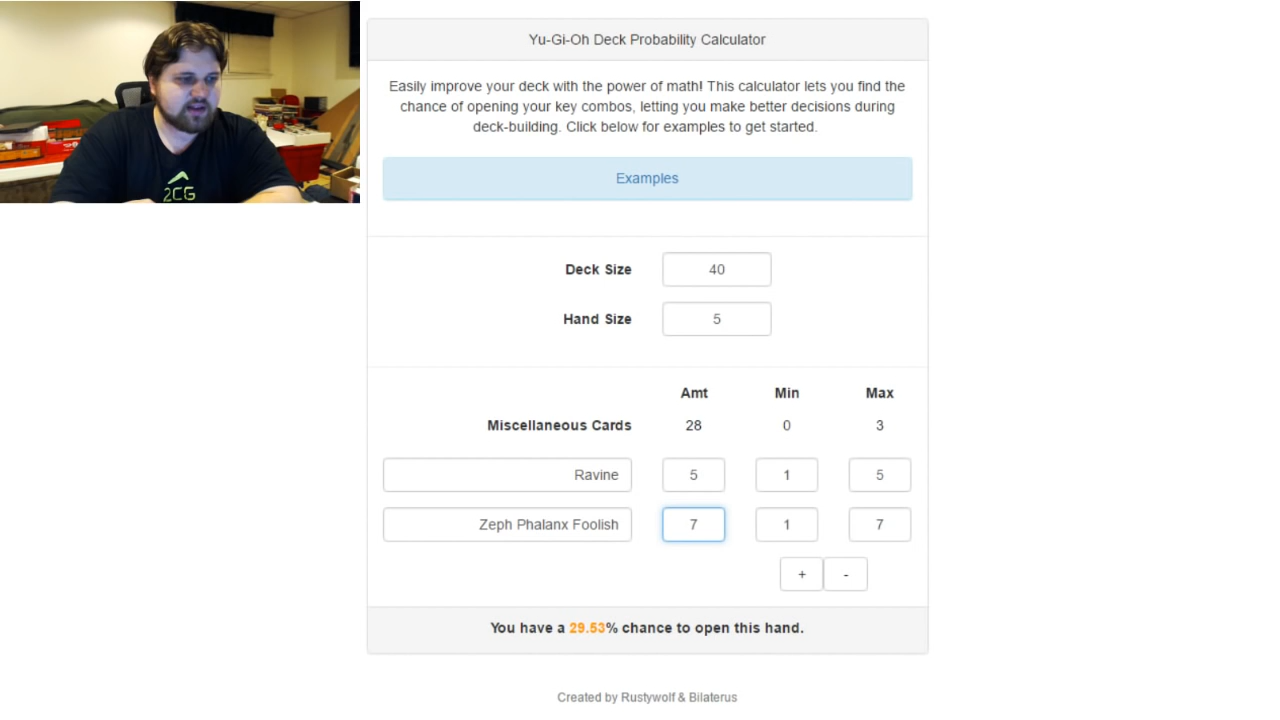 Yu-Gi-Oh Deck Probability Calculator
Easily improve your deck with the power of math! This calculator lets you find the
chance of opening your key combos, letting you make better decisions during
deck-building. Click below for examples to get started.
Examples
Deck Size 40
Hand Size 5
Amt Min Max
Miscellaneous Cards 28 0 3
Ravine 5 1 5
Zeph Phalanx Foolish 7 1 7
+ -
You have a 29.53% chance to open this hand.
Created by Rustywolf & Bilaterus
2CG